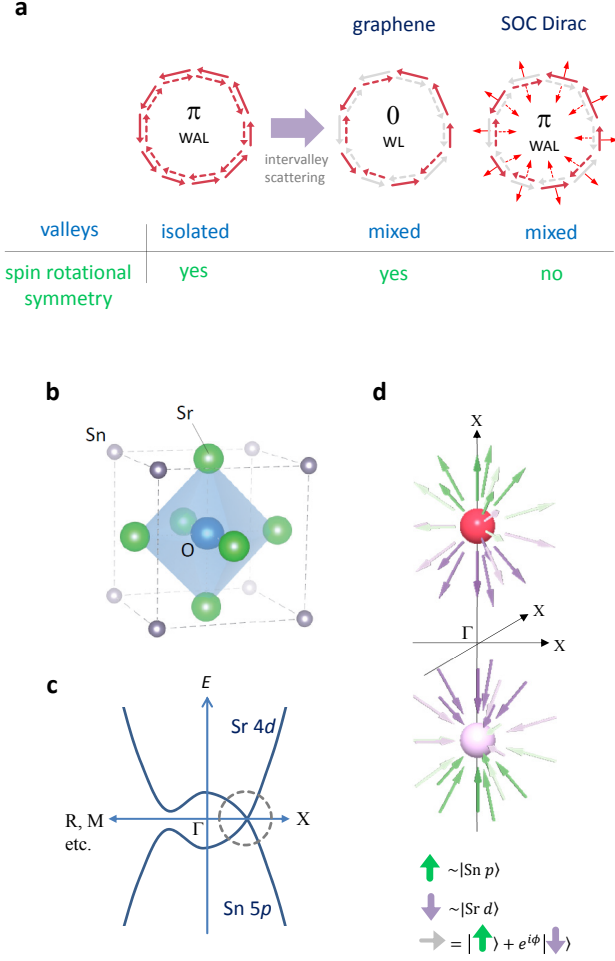 a
graphene
SOC Dirac
π
WAL
intervalley
scattering
0
WL
π
WAL
valleys
isolated
mixed
mixed
spin rotational
symmetry
yes
yes
no
b
Sn
Sr
O
c
E
Sr 4d
R, M
etc.
Γ
X
Sn 5p
d
X
X
Γ
X
~|Sn p⟩
~|Sr d⟩
= | ⟩ + e^{iϕ} | ⟩